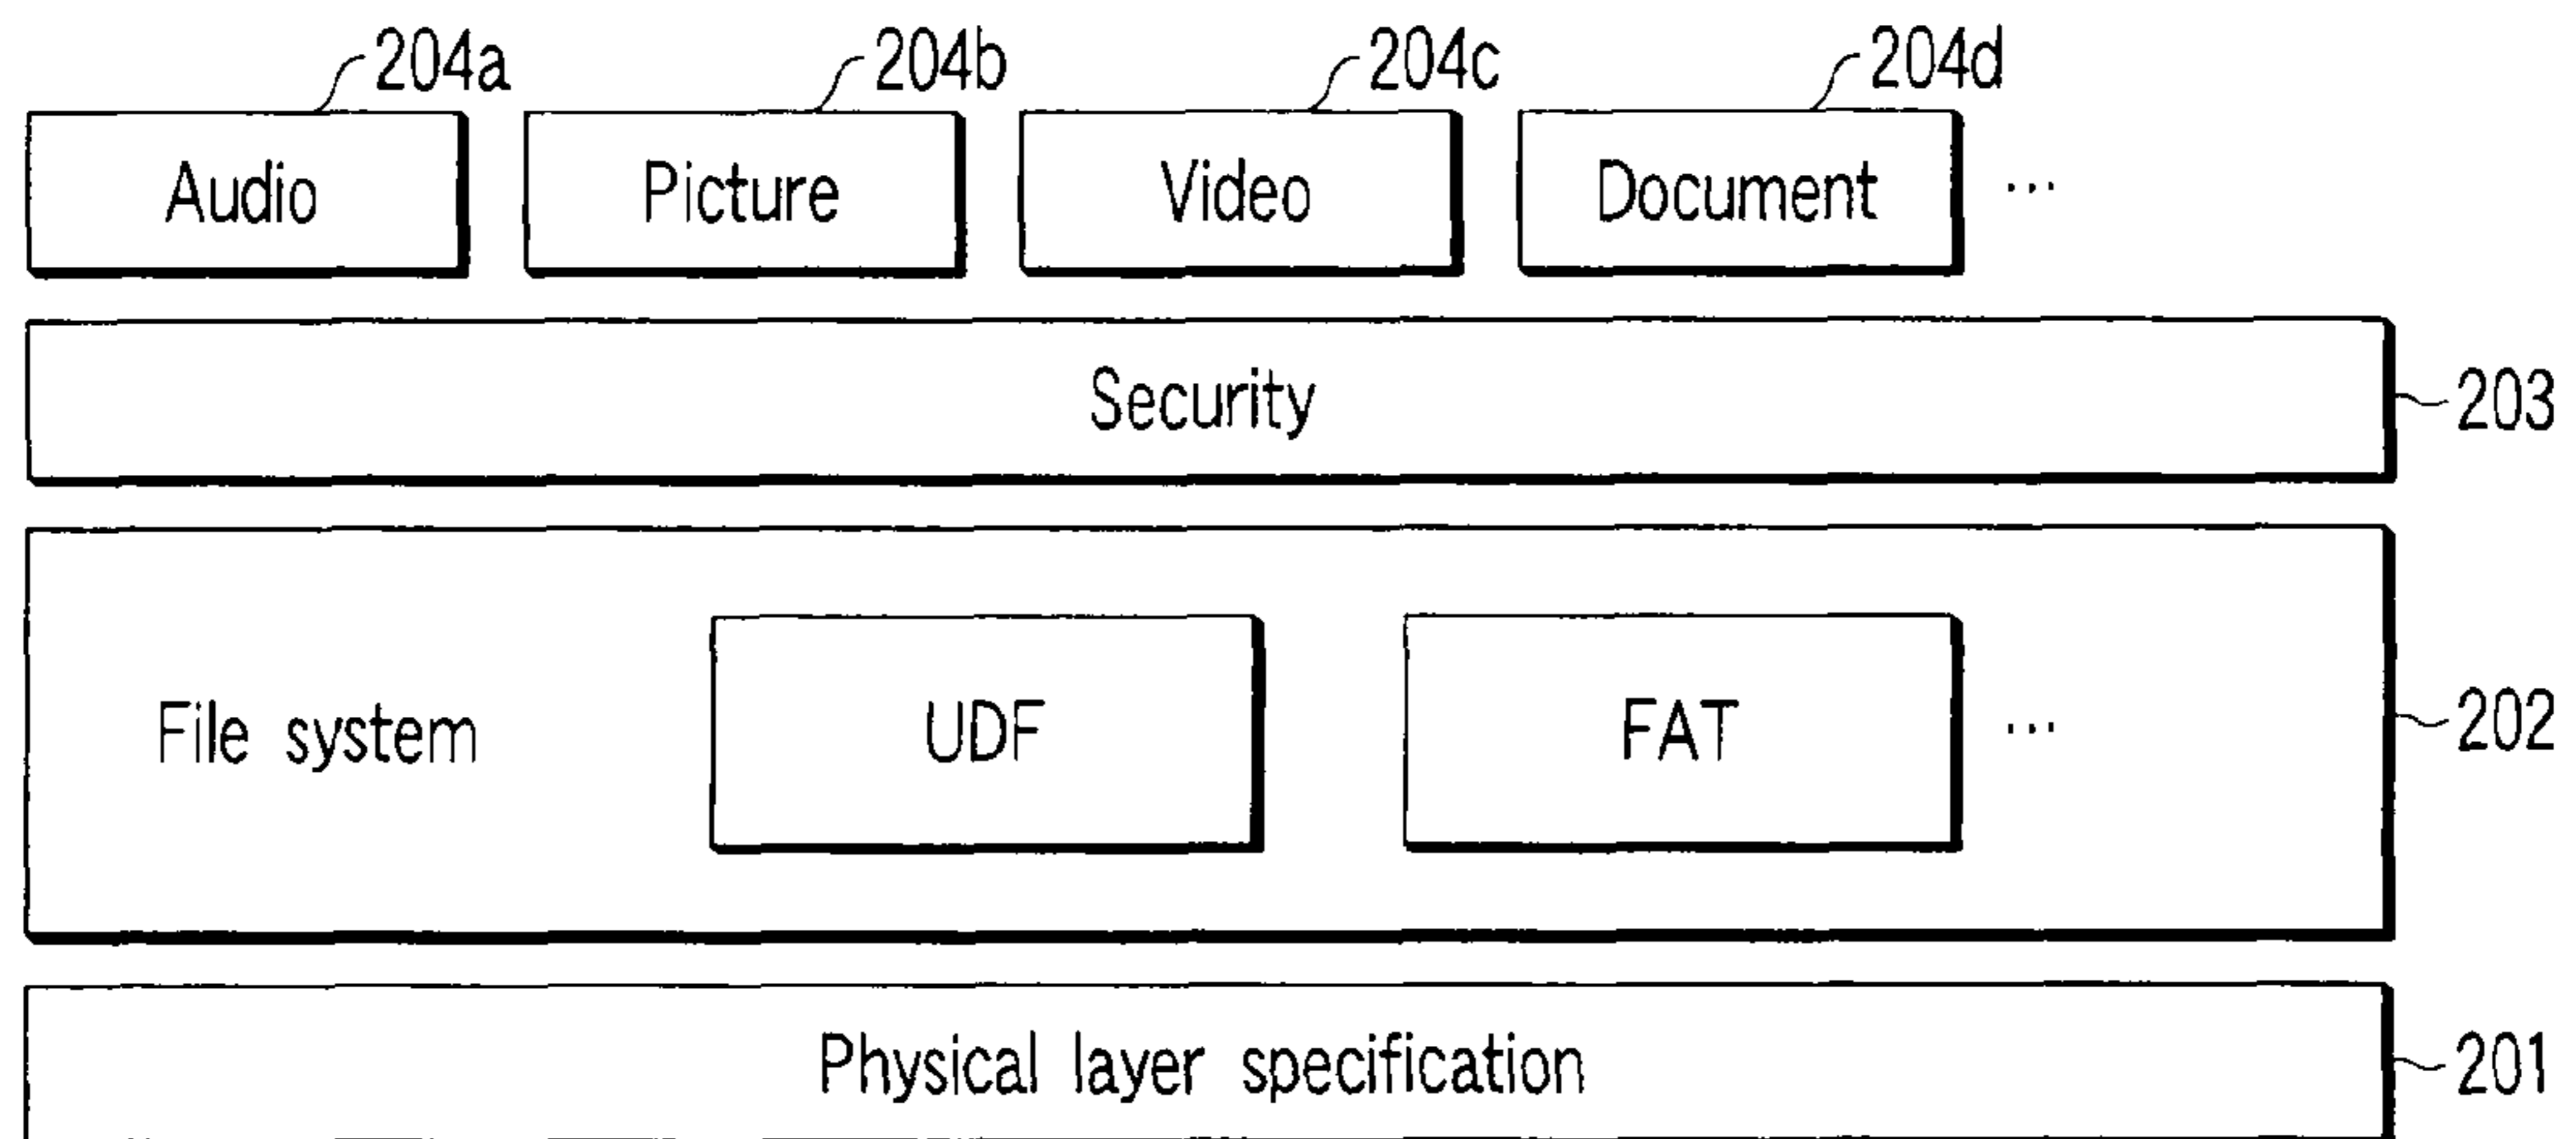 204a 204b 204c 204d
Audio Picture Video Document ...
Security 203
File system UDF FAT ... 202
Physical layer specification 201